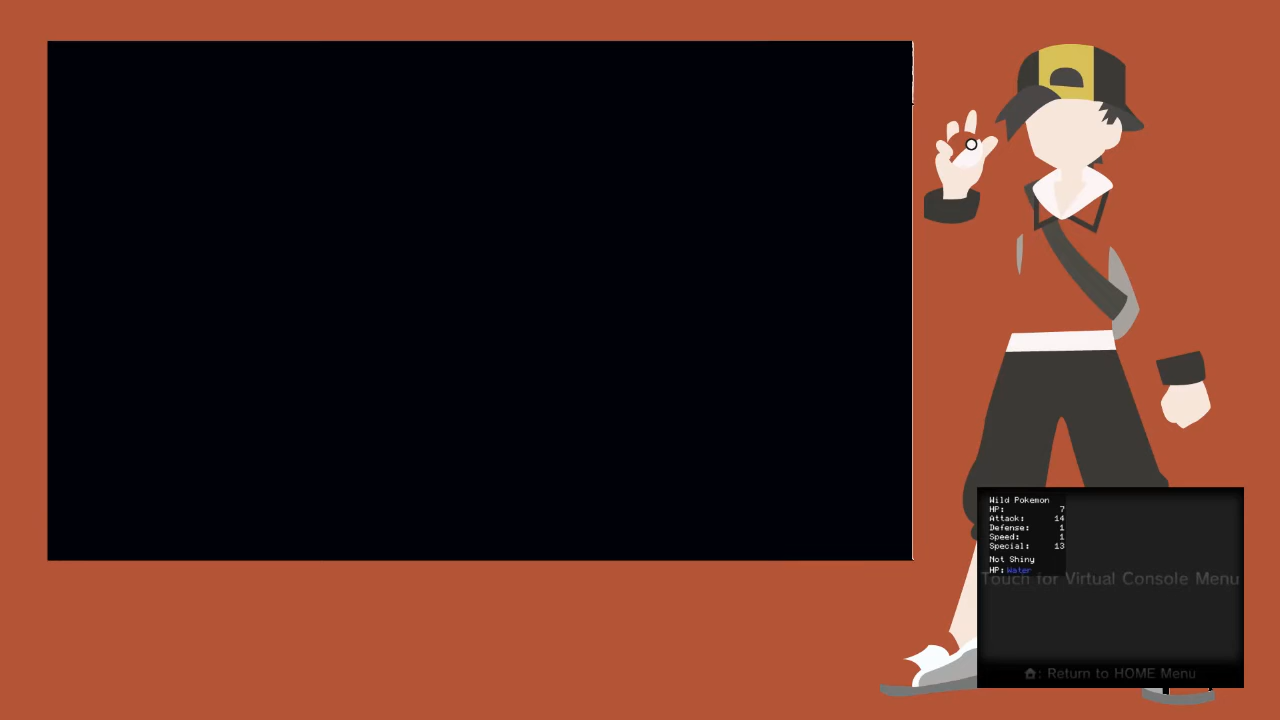 Wild Pokemon
HP: 7
Attack: 14
Defense: 1
Speed: 1
Special: 13
Not Shiny
HP: Water
Touch for Virtual Console Menu
: Return to HOME Menu